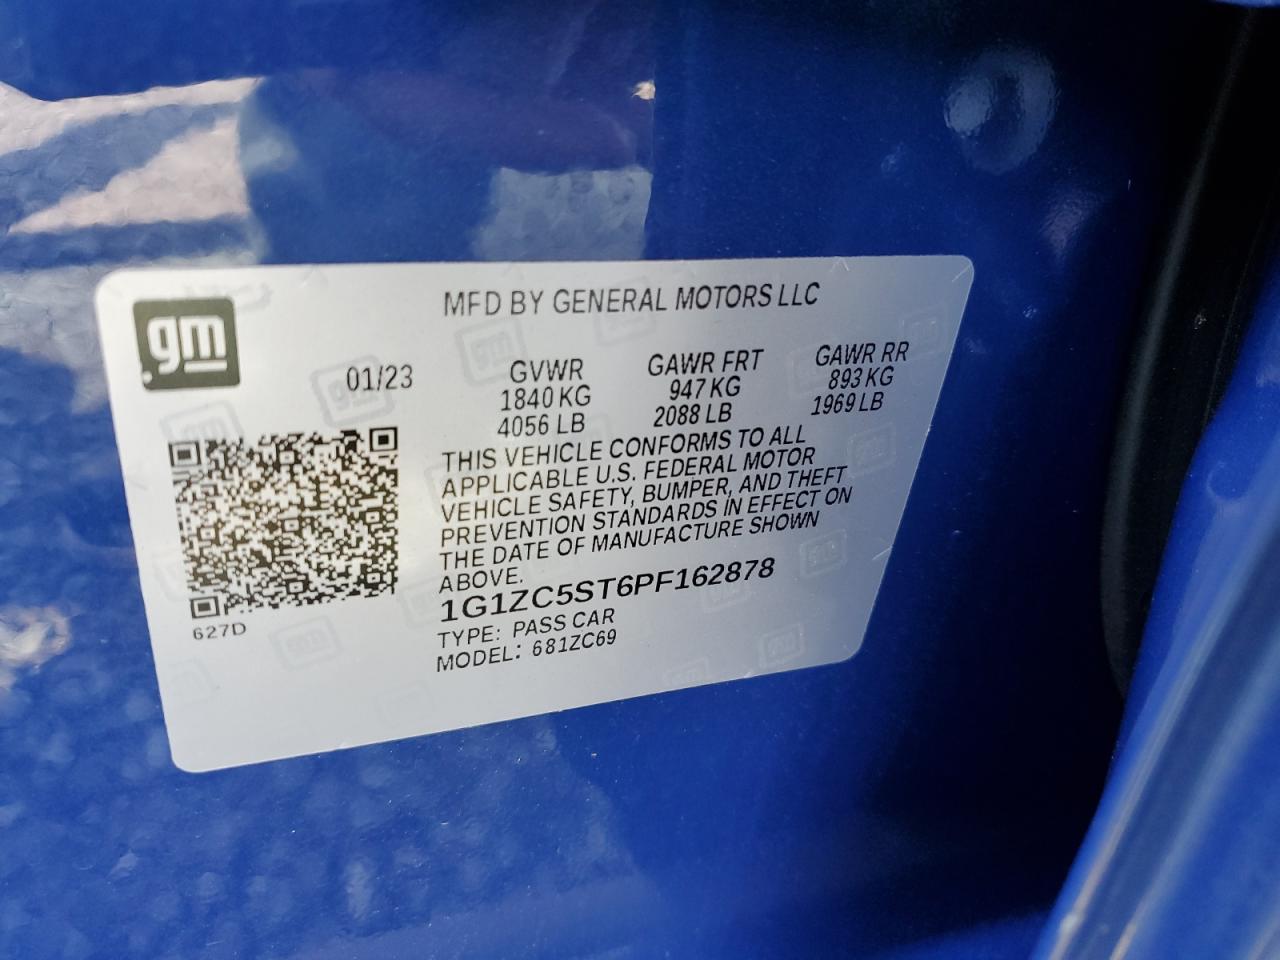 MFD BY GENERAL MOTORS LLC
gm
01/23
GVWR GAWR FRT GAWR RR
1840 KG 947 KG 893 KG
4056 LB 2088 LB 1969 LB
THIS VEHICLE CONFORMS TO ALL
APPLICABLE U.S. FEDERAL MOTOR
VEHICLE SAFETY, BUMPER, AND THEFT
PREVENTION STANDARDS IN EFFECT ON
THE DATE OF MANUFACTURE SHOWN
ABOVE.
1G1ZC5ST6PF162878
627D
TYPE: PASS CAR
MODEL: 681ZC69